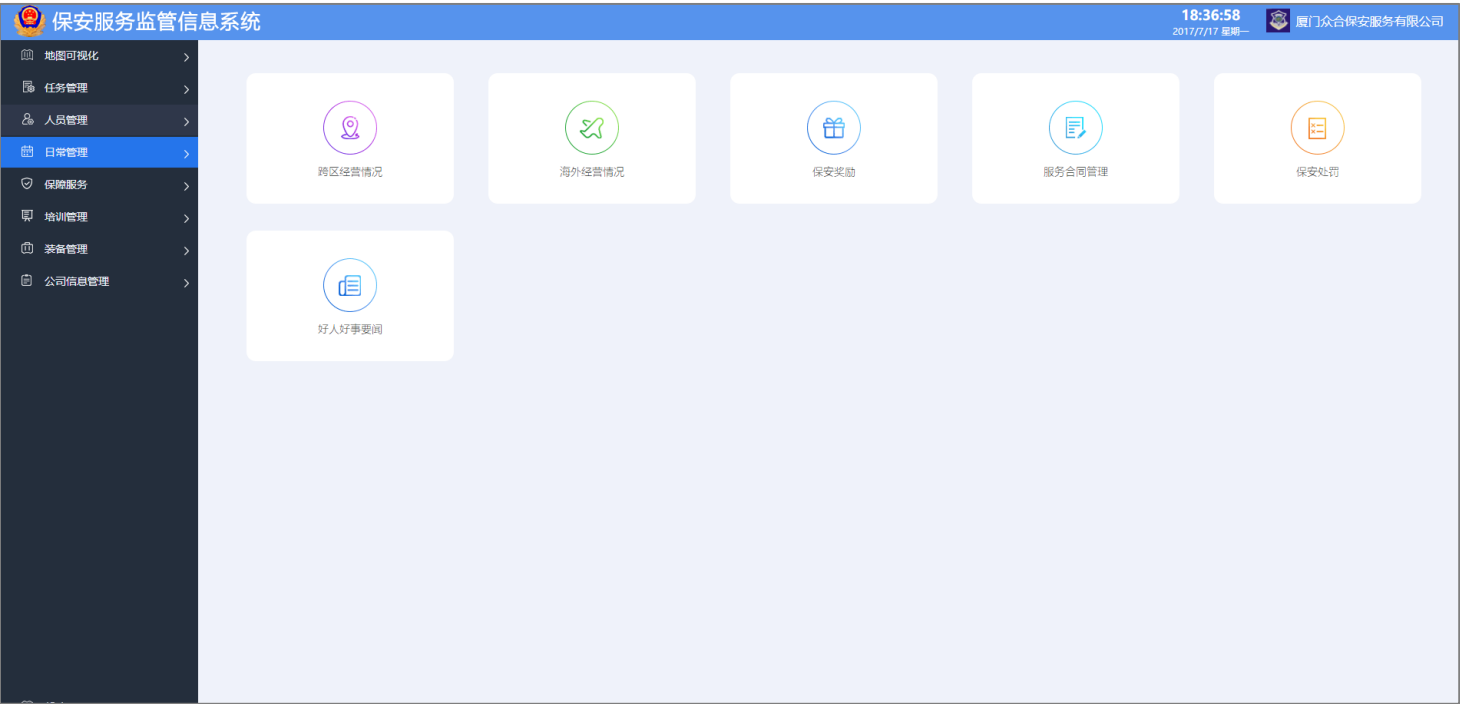 保安服务监管信息系统
18:36:58
2017/7/17 星期一
厦门众合保安服务有限公司
地图可视化
任务管理
人员管理
日常管理
保障服务
培训管理
装备管理
公司信息管理
跨区经营情况
海外经营情况
保安奖励
服务合同管理
保安处罚
好人好事要闻